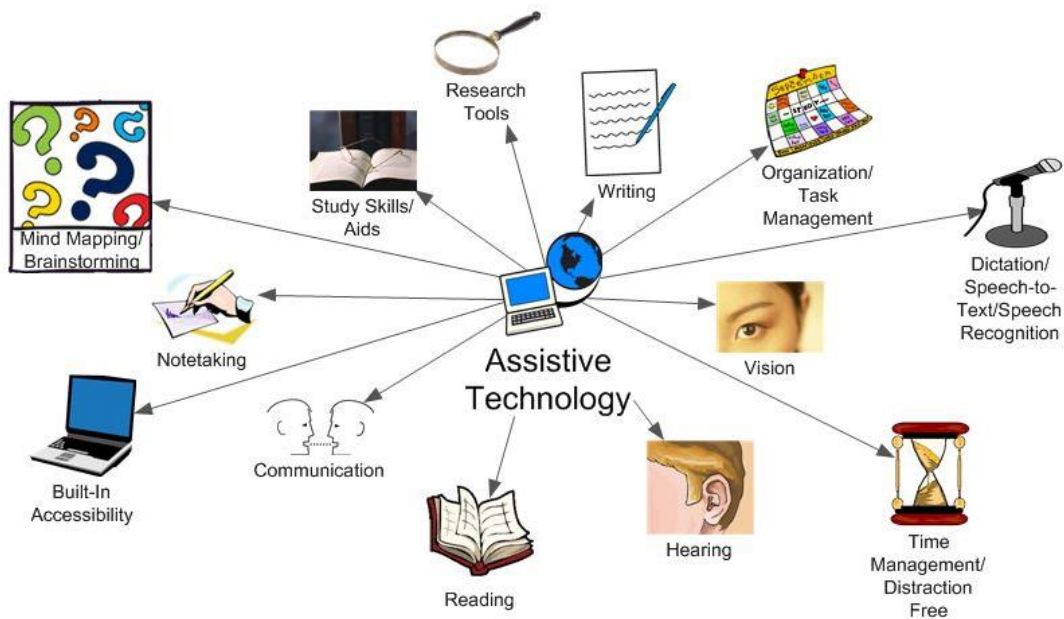 Research
Tools
Writing
Organization/
Task
Management
Study Skills/
Aids
Mind Mapping/
Brainstorming
Dictation/
Speech-to-
Text/Speech
Recognition
Notetaking
Vision
Assistive
Technology
Built-In
Accessibility
Communication
Reading
Hearing
Time
Management/
Distraction
Free